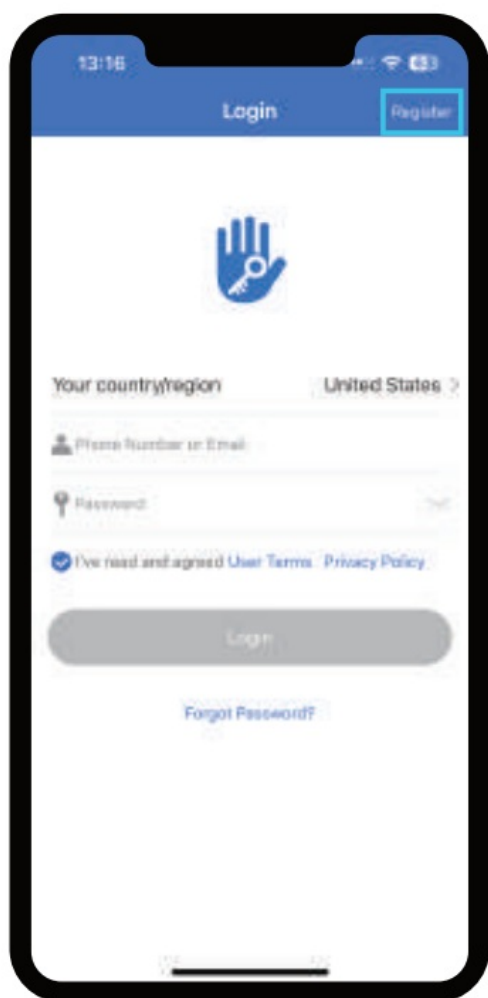 13:16
Login Register
Your country/region United States >
Phone Number or Email
Password
I've read and agreed User Terms Privacy Policy
Login
Forgot Password?